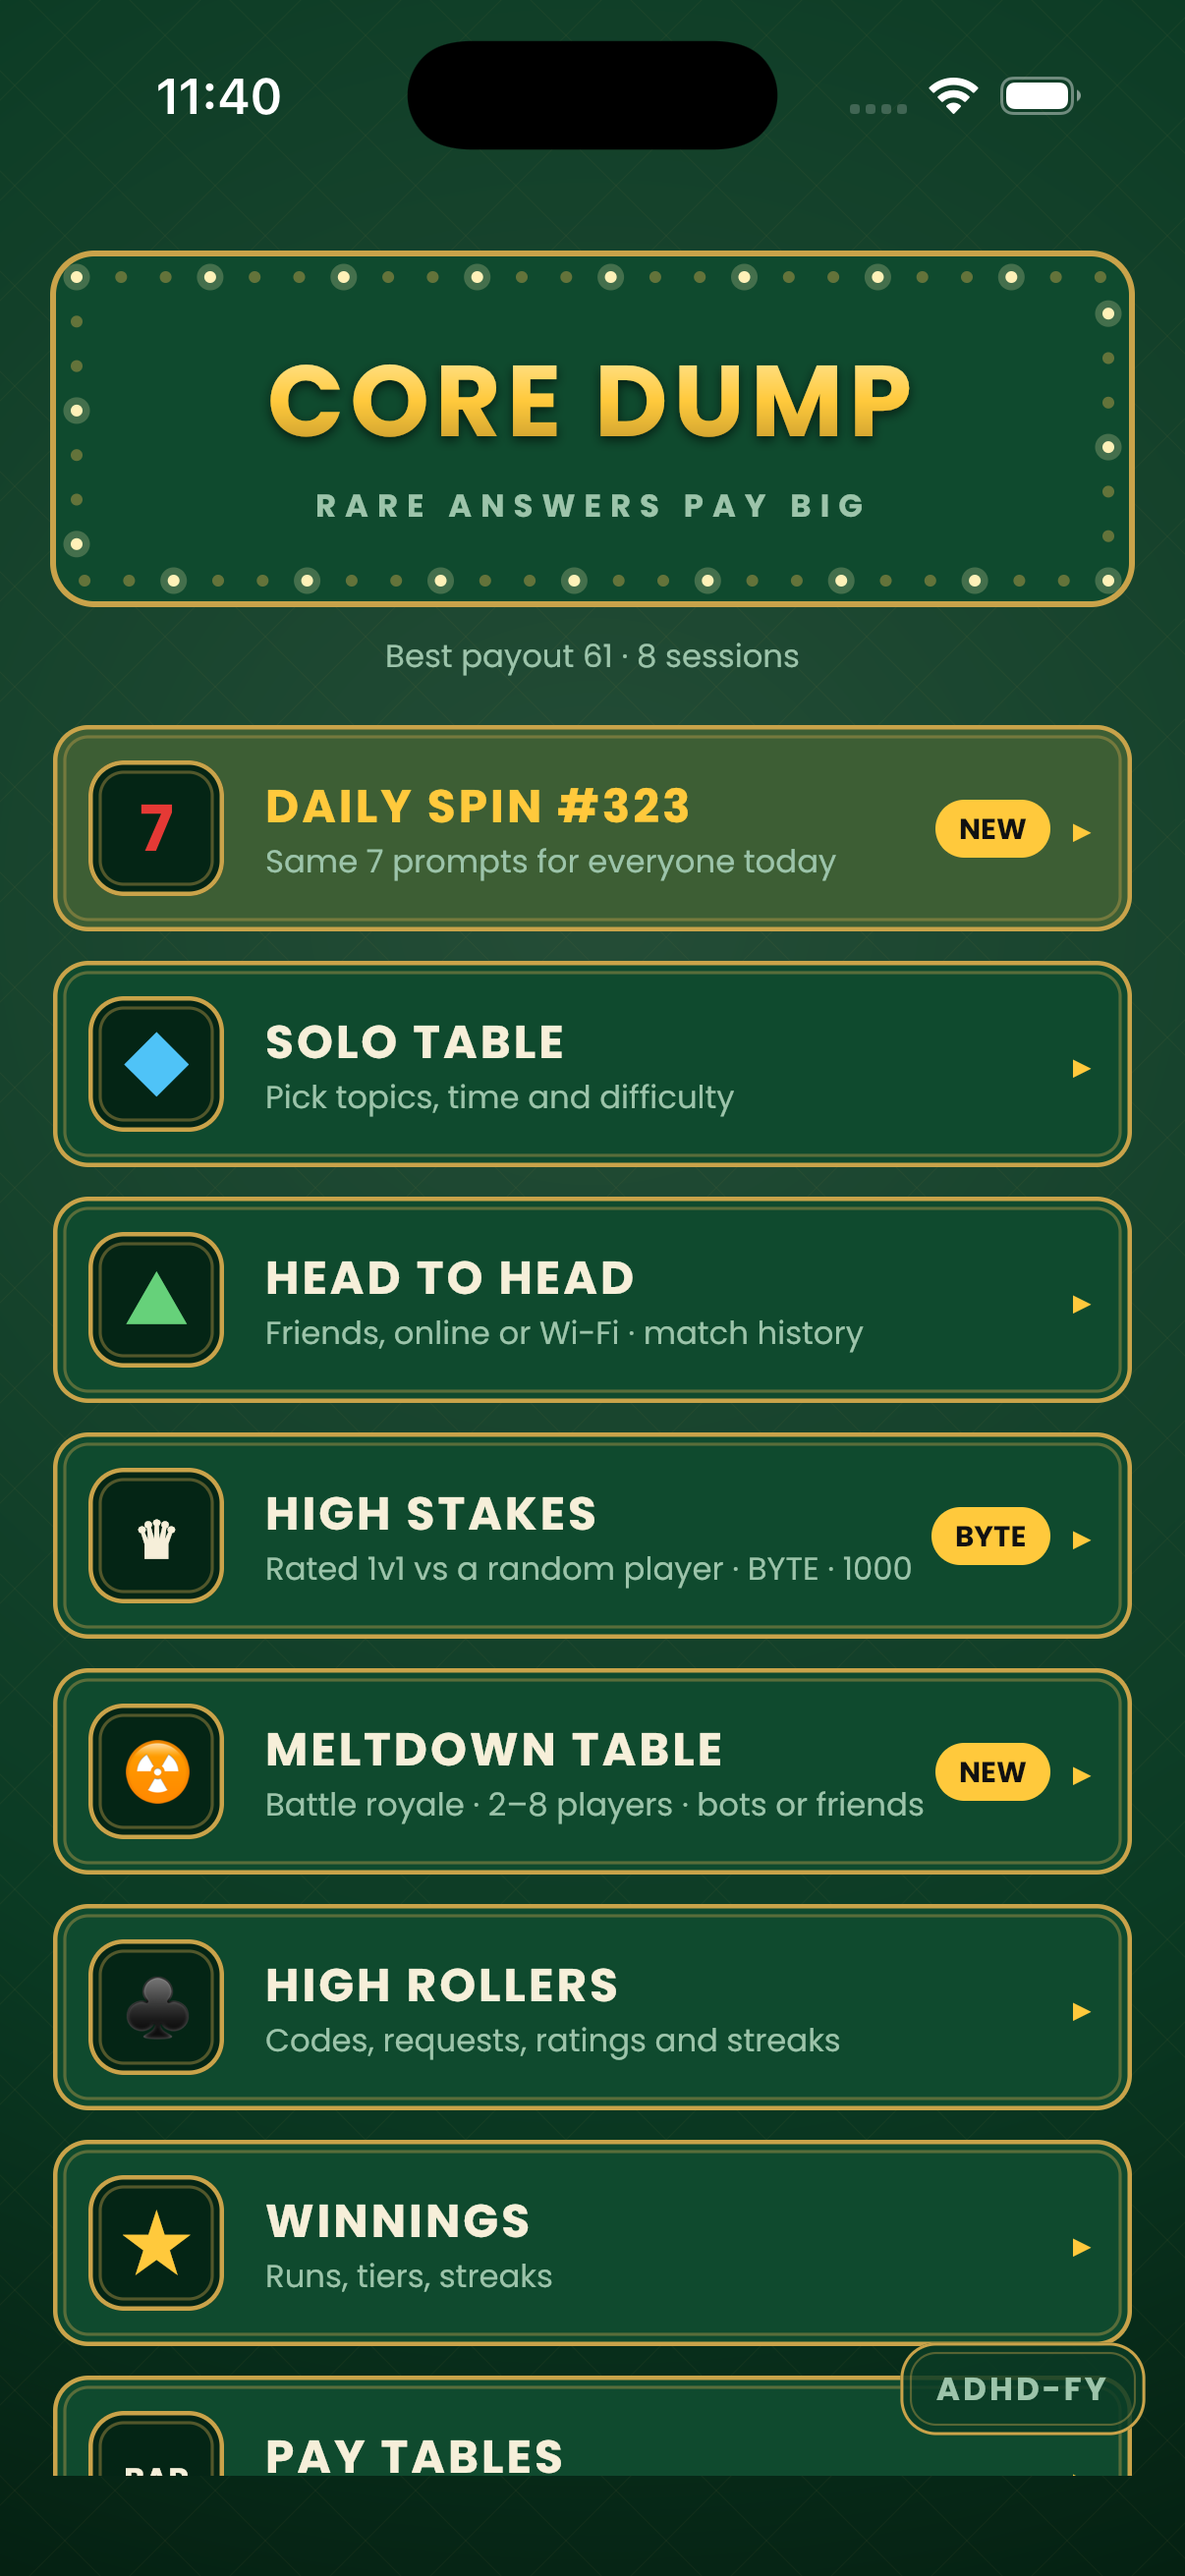 11:40
CORE DUMP
RARE ANSWERS PAY BIG
Best payout 61 · 8 sessions
7
DAILY SPIN #323
Same 7 prompts for everyone today
NEW
SOLO TABLE
Pick topics, time and difficulty
HEAD TO HEAD
Friends, online or Wi-Fi · match history
HIGH STAKES
Rated 1v1 vs a random player · BYTE · 1000
BYTE
MELTDOWN TABLE
Battle royale · 2–8 players · bots or friends
NEW
HIGH ROLLERS
Codes, requests, ratings and streaks
WINNINGS
Runs, tiers, streaks
ADHD-FY
PAY TABLES